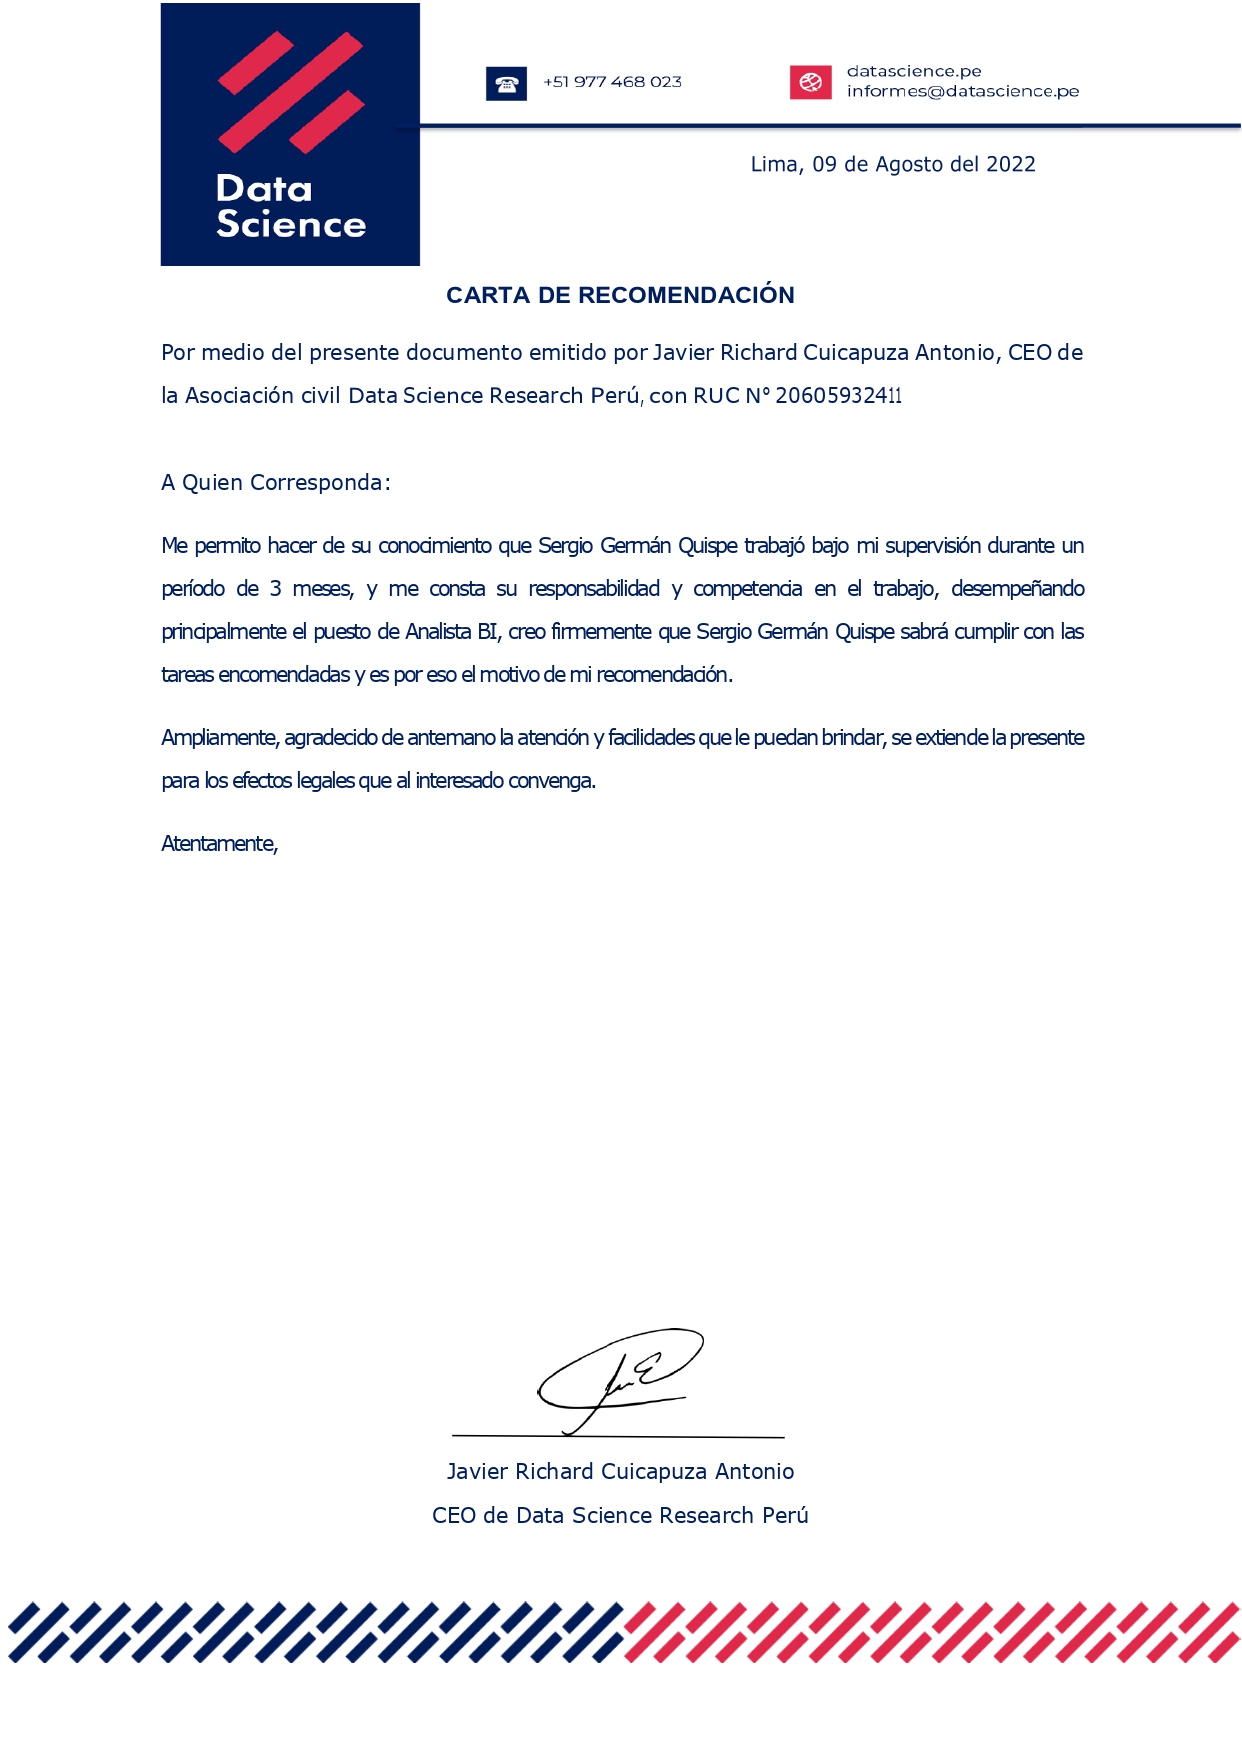 Data
Science
+51 977 468 023
datascience.pe
informes@datascience.pe
Lima, 09 de Agosto del 2022
CARTA DE RECOMENDACIÓN
Por medio del presente documento emitido por Javier Richard Cuicapuza Antonio, CEO de
la Asociación civil Data Science Research Perú, con RUC N° 20605932411
A Quien Corresponda:
Me permito hacer de su conocimiento que Sergio Germán Quispe trabajó bajo mi supervisión durante un
período de 3 meses, y me consta su responsabilidad y competencia en el trabajo, desempeñando
principalmente el puesto de Analista BI, creo firmemente que Sergio Germán Quispe sabrá cumplir con las
tareas encomendadas y es por eso el motivo de mi recomendación.
Ampliamente, agradecido de antemano la atención y facilidades que le puedan brindar, se extiende la presente
para los efectos legales que al interesado convenga.
Atentamente,
Javier Richard Cuicapuza Antonio
CEO de Data Science Research Perú